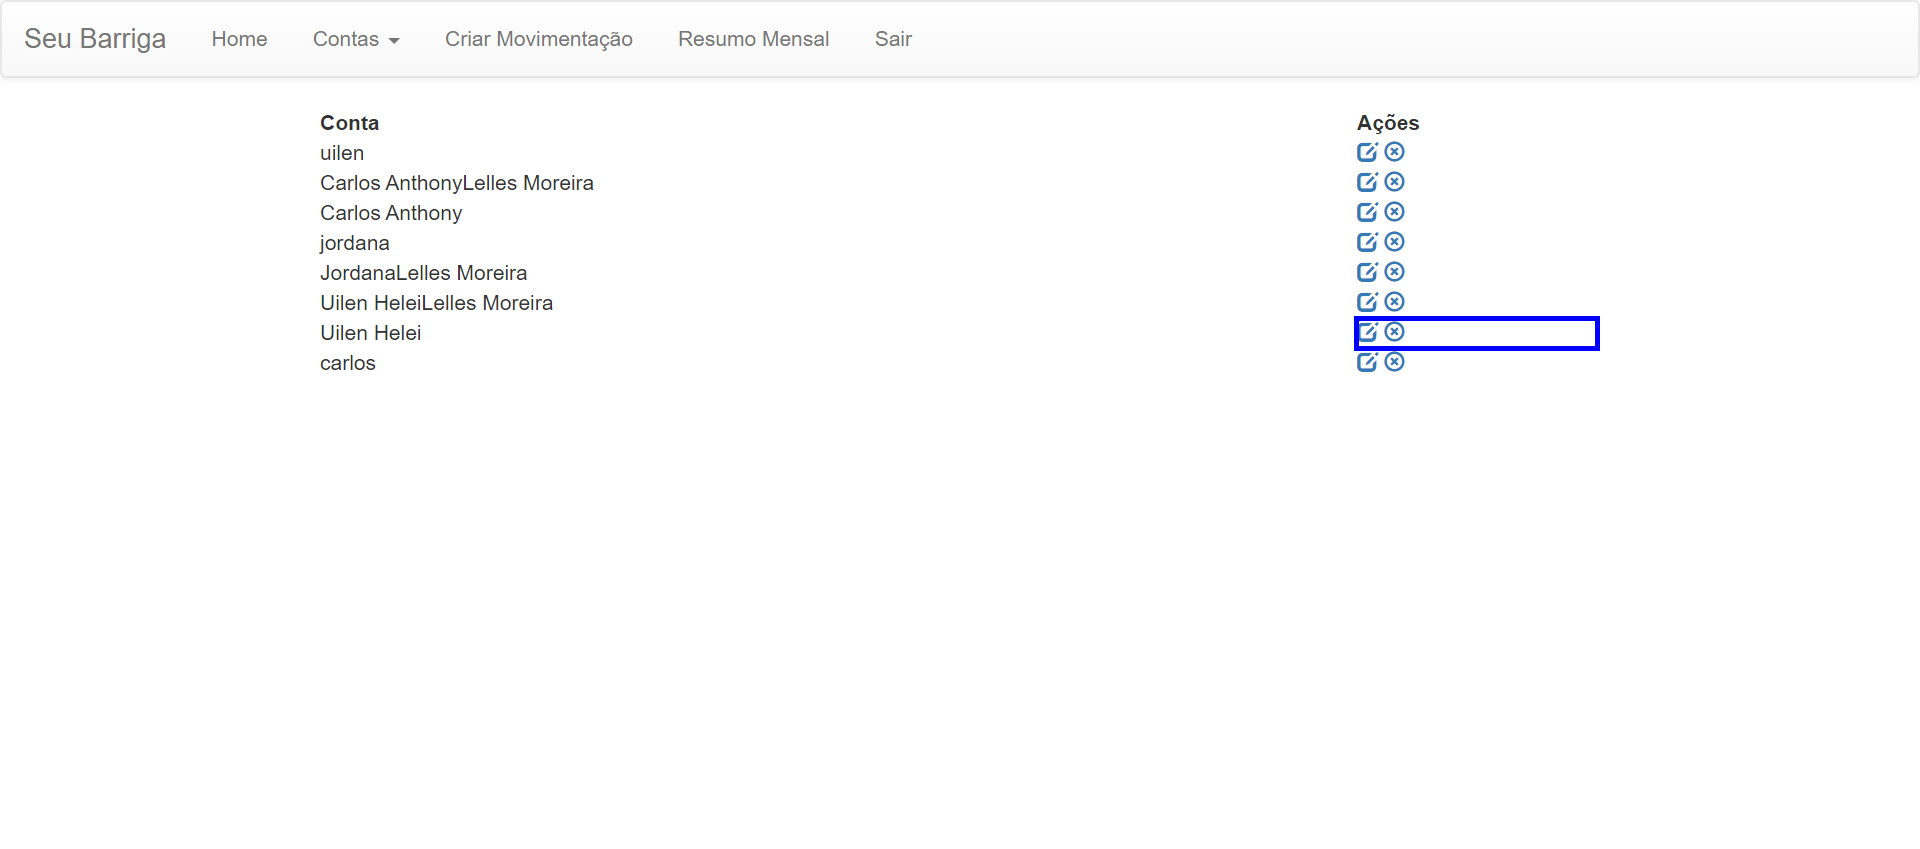 Seu Barriga Home Contas Criar Movimentação Resumo Mensal Sair
Conta Ações
uilen
Carlos AnthonyLelles Moreira
Carlos Anthony
jordana
JordanaLelles Moreira
Uilen HeleiLelles Moreira
Uilen Helei
carlos